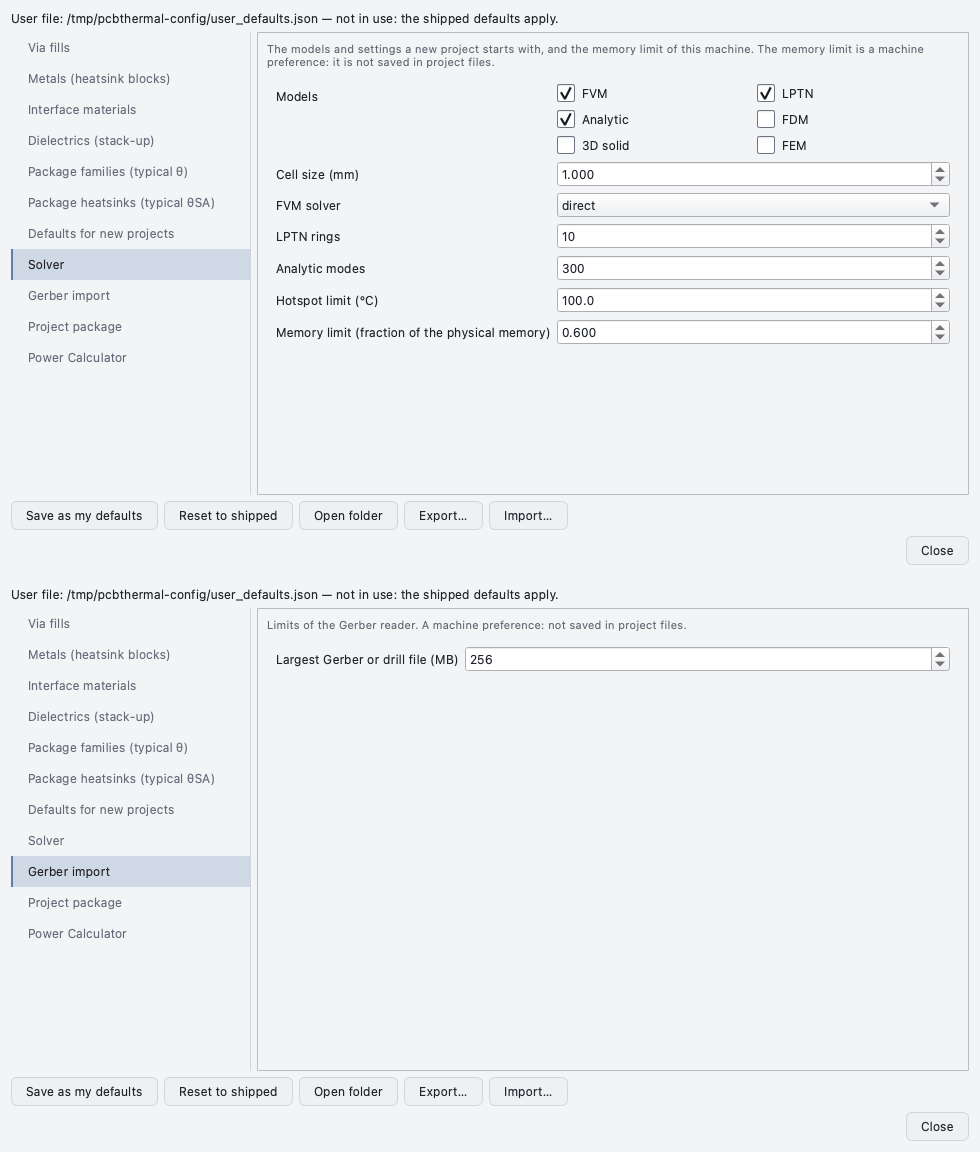 User file: /tmp/pcbthermal-config/user_defaults.json — not in use: the shipped defaults apply.
Via fills
Metals (heatsink blocks)
Interface materials
Dielectrics (stack-up)
Package families (typical θ)
Package heatsinks (typical θSA)
Defaults for new projects
Solver
Gerber import
Project package
Power Calculator
The models and settings a new project starts with, and the memory limit of this machine. The memory limit is a machine
preference: it is not saved in project files.
Models
FVM
LPTN
Analytic
FDM
3D solid
FEM
Cell size (mm) 1.000
FVM solver direct
LPTN rings 10
Analytic modes 300
Hotspot limit (°C) 100.0
Memory limit (fraction of the physical memory) 0.600
Save as my defaults Reset to shipped Open folder Export... Import...
Close
User file: /tmp/pcbthermal-config/user_defaults.json — not in use: the shipped defaults apply.
Via fills
Metals (heatsink blocks)
Interface materials
Dielectrics (stack-up)
Package families (typical θ)
Package heatsinks (typical θSA)
Defaults for new projects
Solver
Gerber import
Project package
Power Calculator
Limits of the Gerber reader. A machine preference: not saved in project files.
Largest Gerber or drill file (MB) 256
Save as my defaults Reset to shipped Open folder Export... Import...
Close